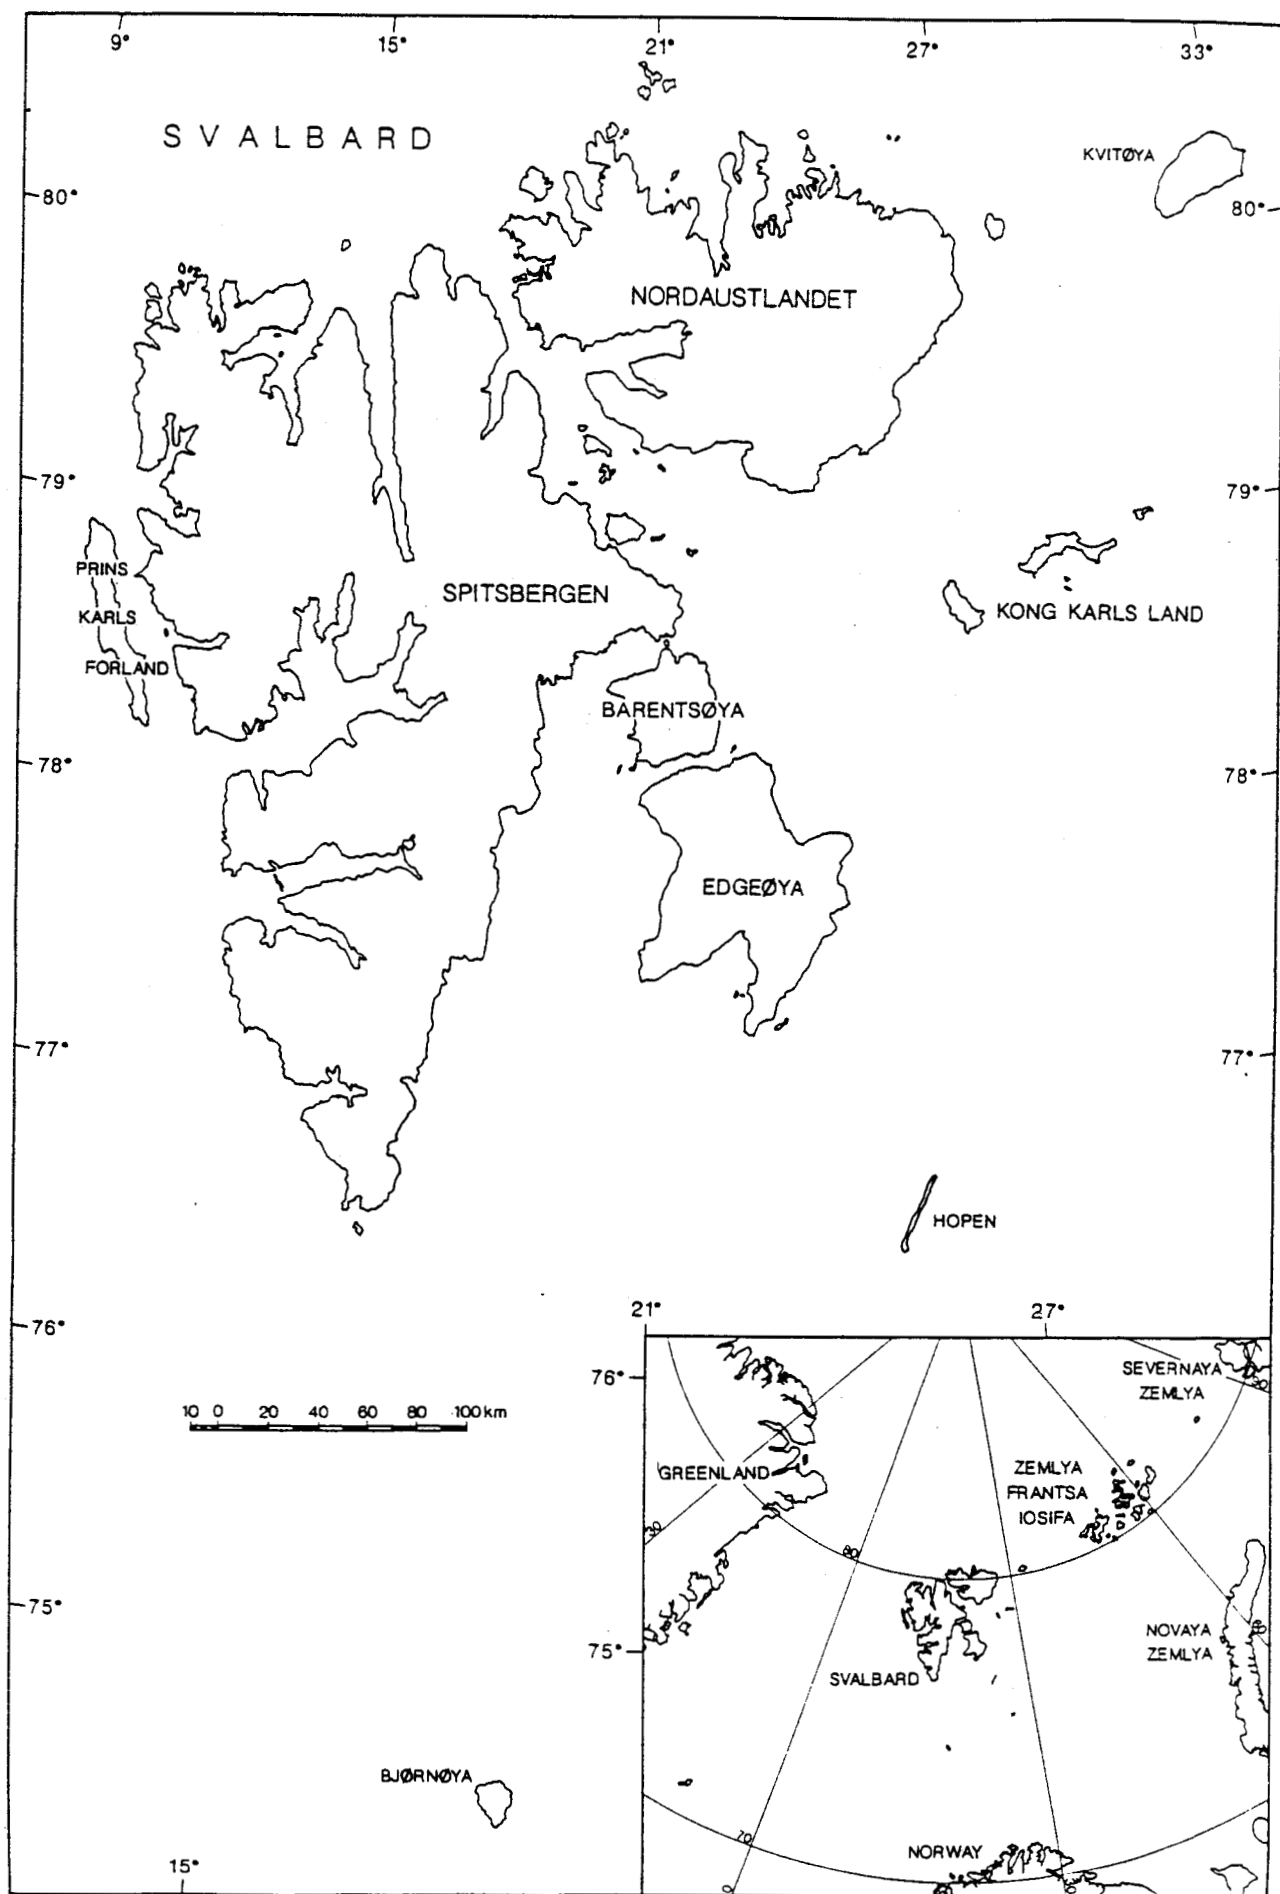 9° 15° 21° 27° 33°
SVALBARD
KVITØYA
80° 80°
NORDAUSTLANDET
79° 79°
PRINS
KARLS
FORLAND
SPITSBERGEN
KONG KARLS LAND
BARENTSØYA
78° 78°
EDGEØYA
77° 77°
HOPEN
76°
21° 27°
76°
10 0 20 40 60 80 100 km
SEVERNAYA
ZEMLYA
GREENLAND
ZEMLYA
FRANTSA
IOSIFA
30
80
75°
75°
NOVAYA
ZEMLYA
SVALBARD
BJØRNØYA
70
NORWAY
15°
0